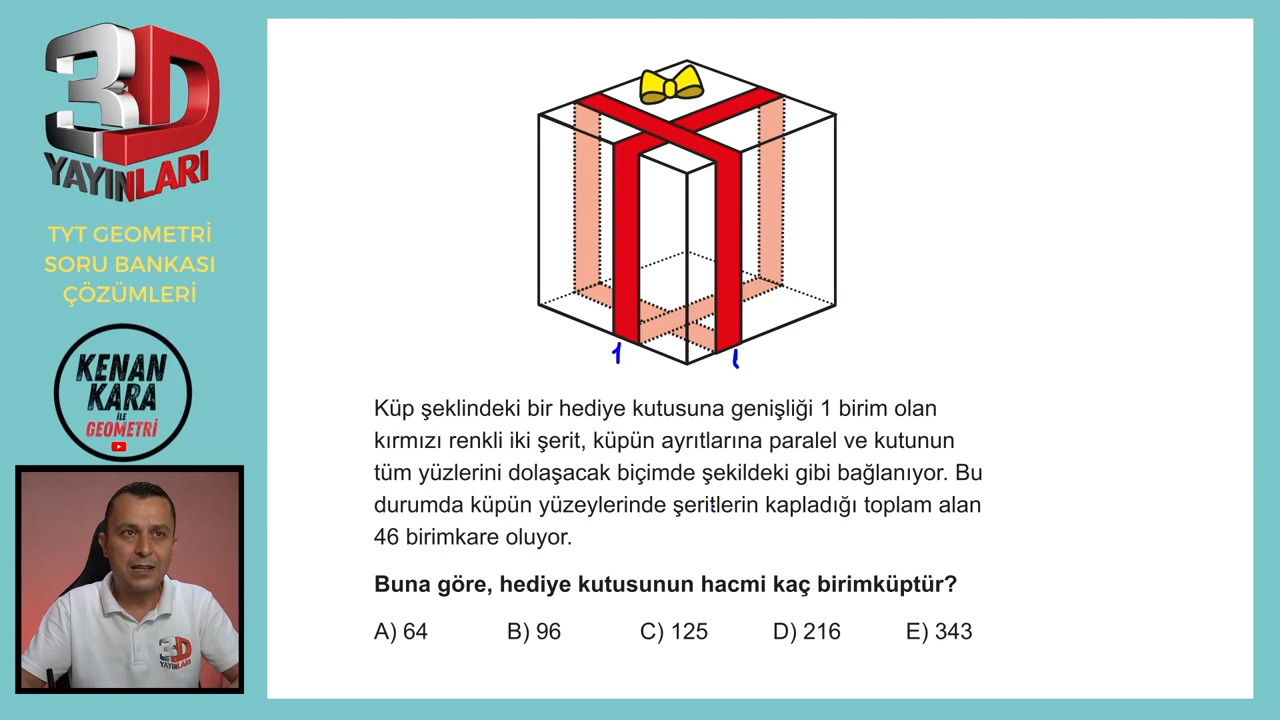 3D
YAYINLARI
TYT GEOMETRİ
SORU BANKASI
ÇÖZÜMLERİ
KENAN
KARA
İLE
GEOMETRİ
3D
YAYINLARI
1
1
Küp şeklindeki bir hediye kutusuna genişliği 1 birim olan
kırmızı renkli iki şerit, küpün ayrıtlarına paralel ve kutunun
tüm yüzlerini dolaşacak biçimde şekildeki gibi bağlanıyor. Bu
durumda küpün yüzeylerinde şeritlerin kapladığı toplam alan
46 birimkare oluyor.
Buna göre, hediye kutusunun hacmi kaç birimküptür?
A) 64 B) 96 C) 125 D) 216 E) 343